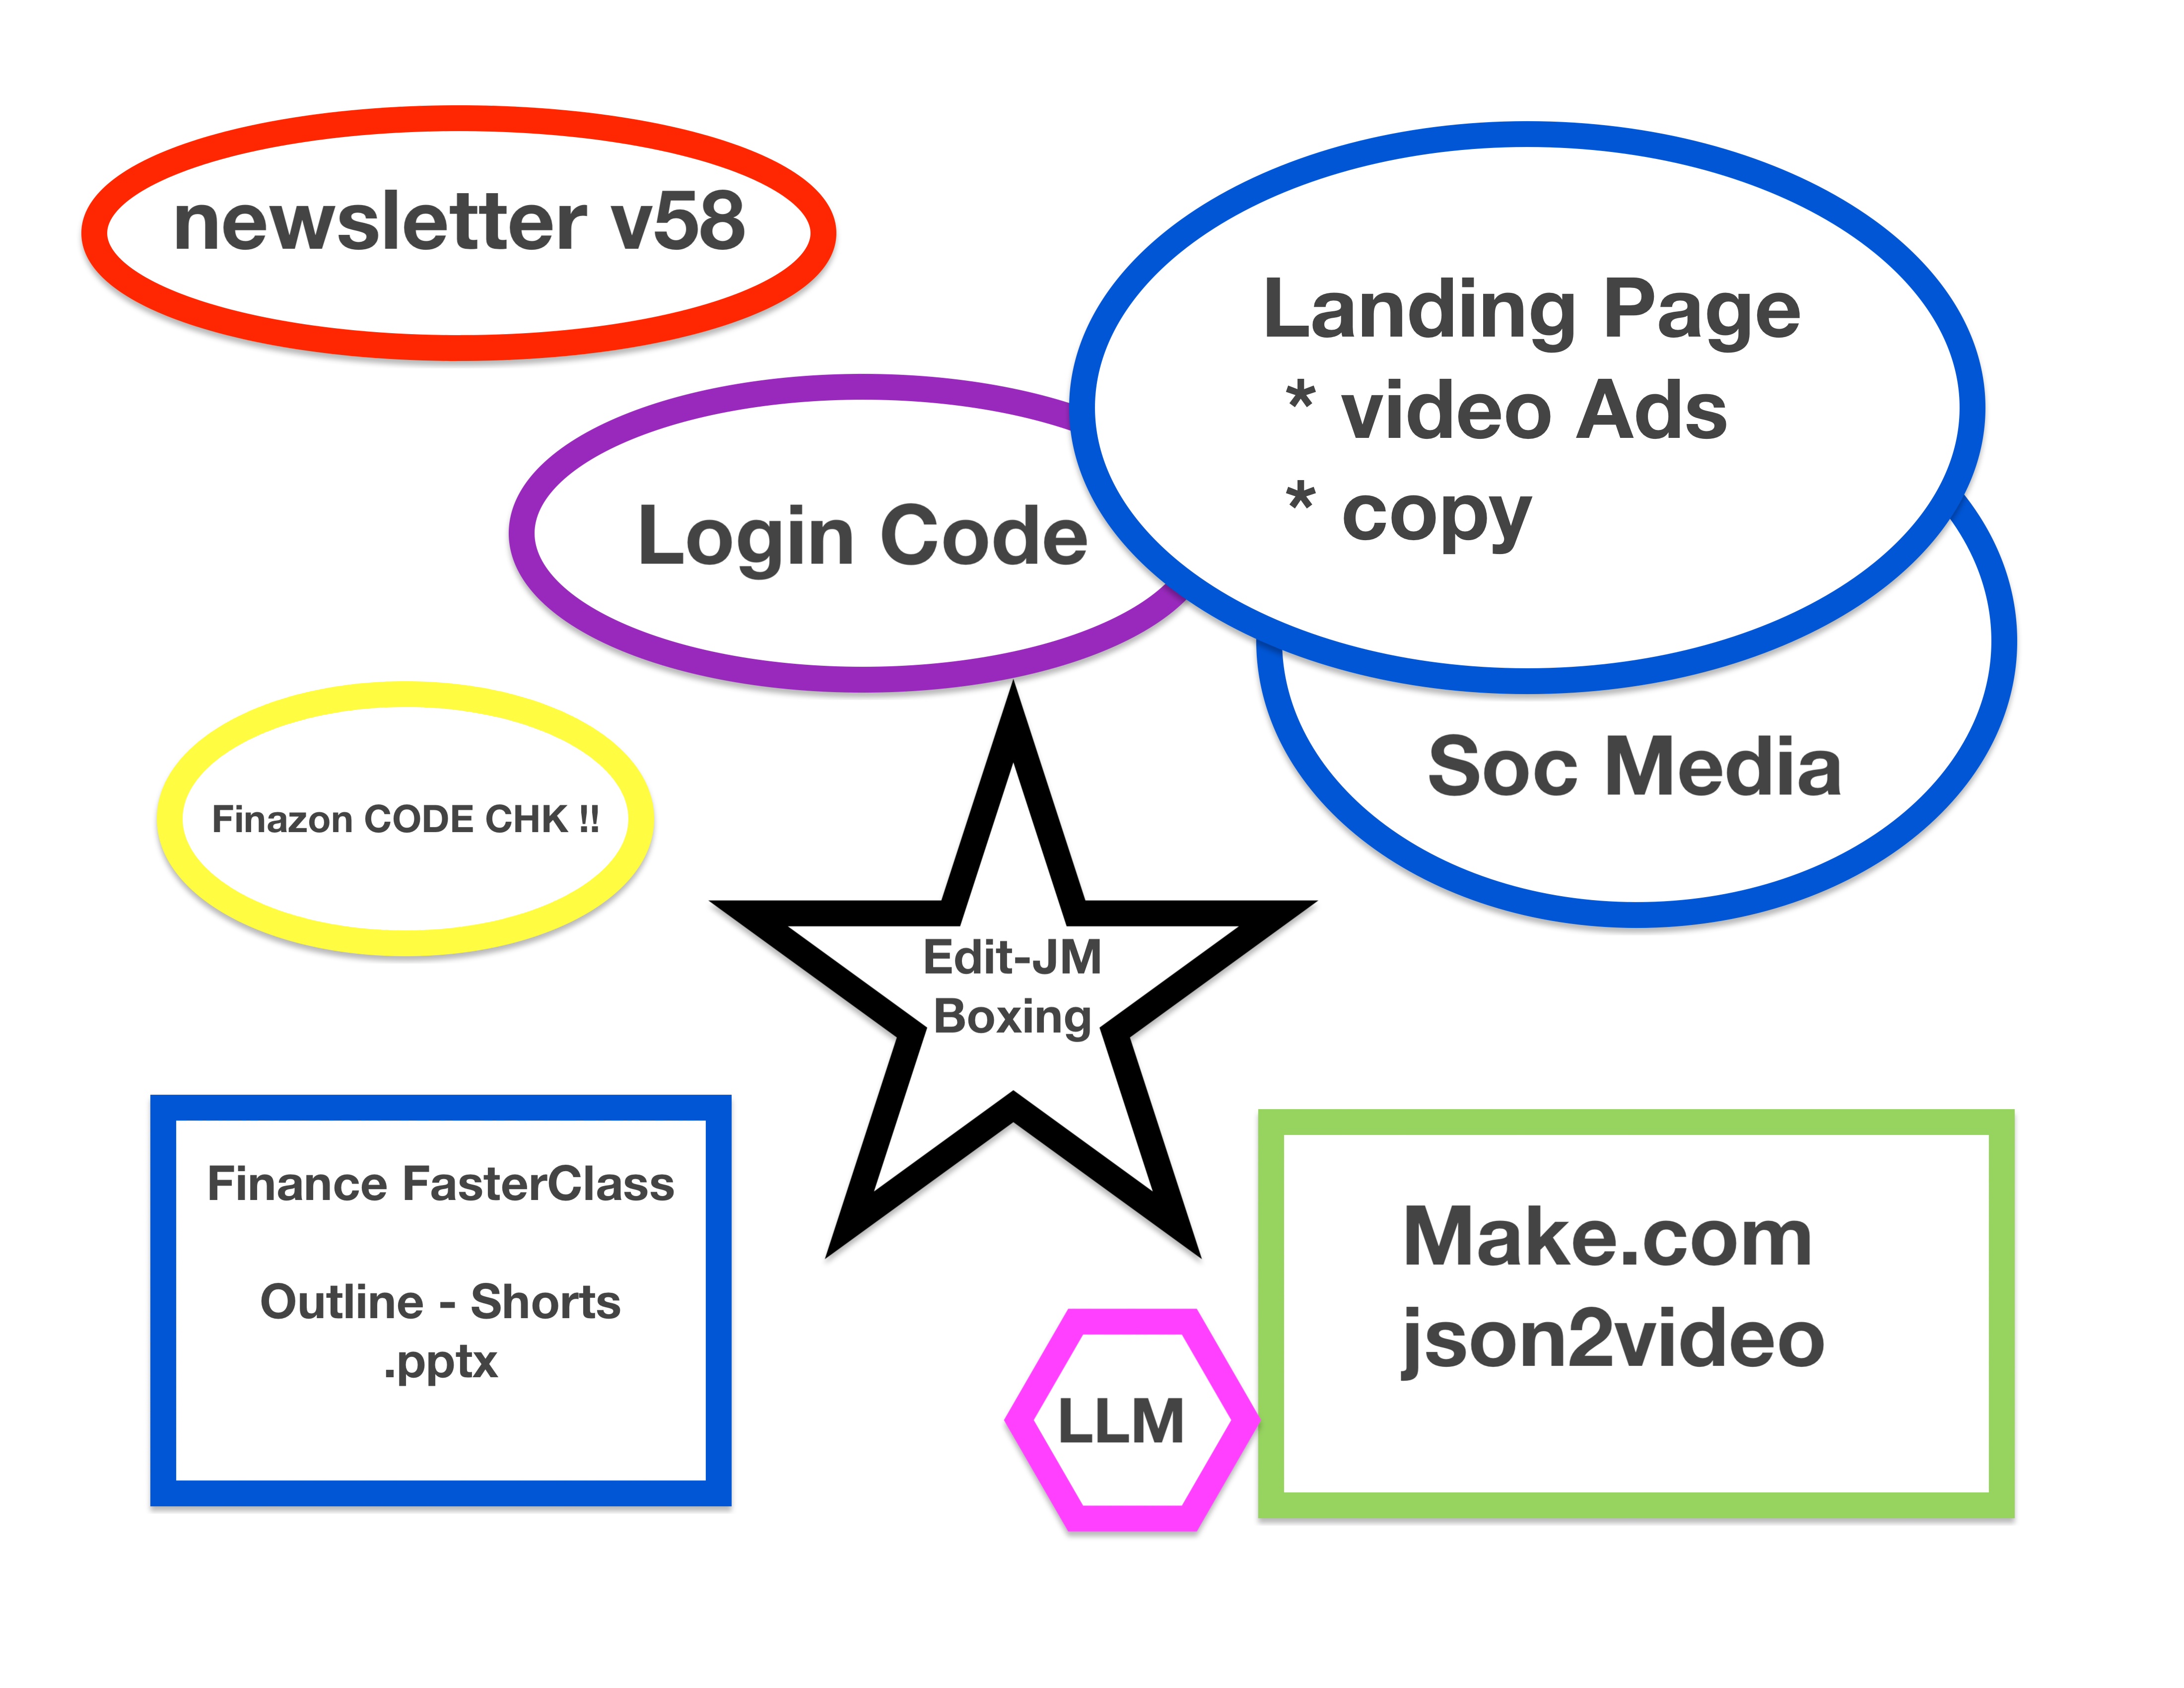 newsletter v58
Landing Page
* video Ads
* copy
Login Code
Soc Media
Finazon CODE CHK !!
Edit-JM
Boxing
Finance FasterClass
Outline - Shorts
.pptx
Make.com
json2video
LLM